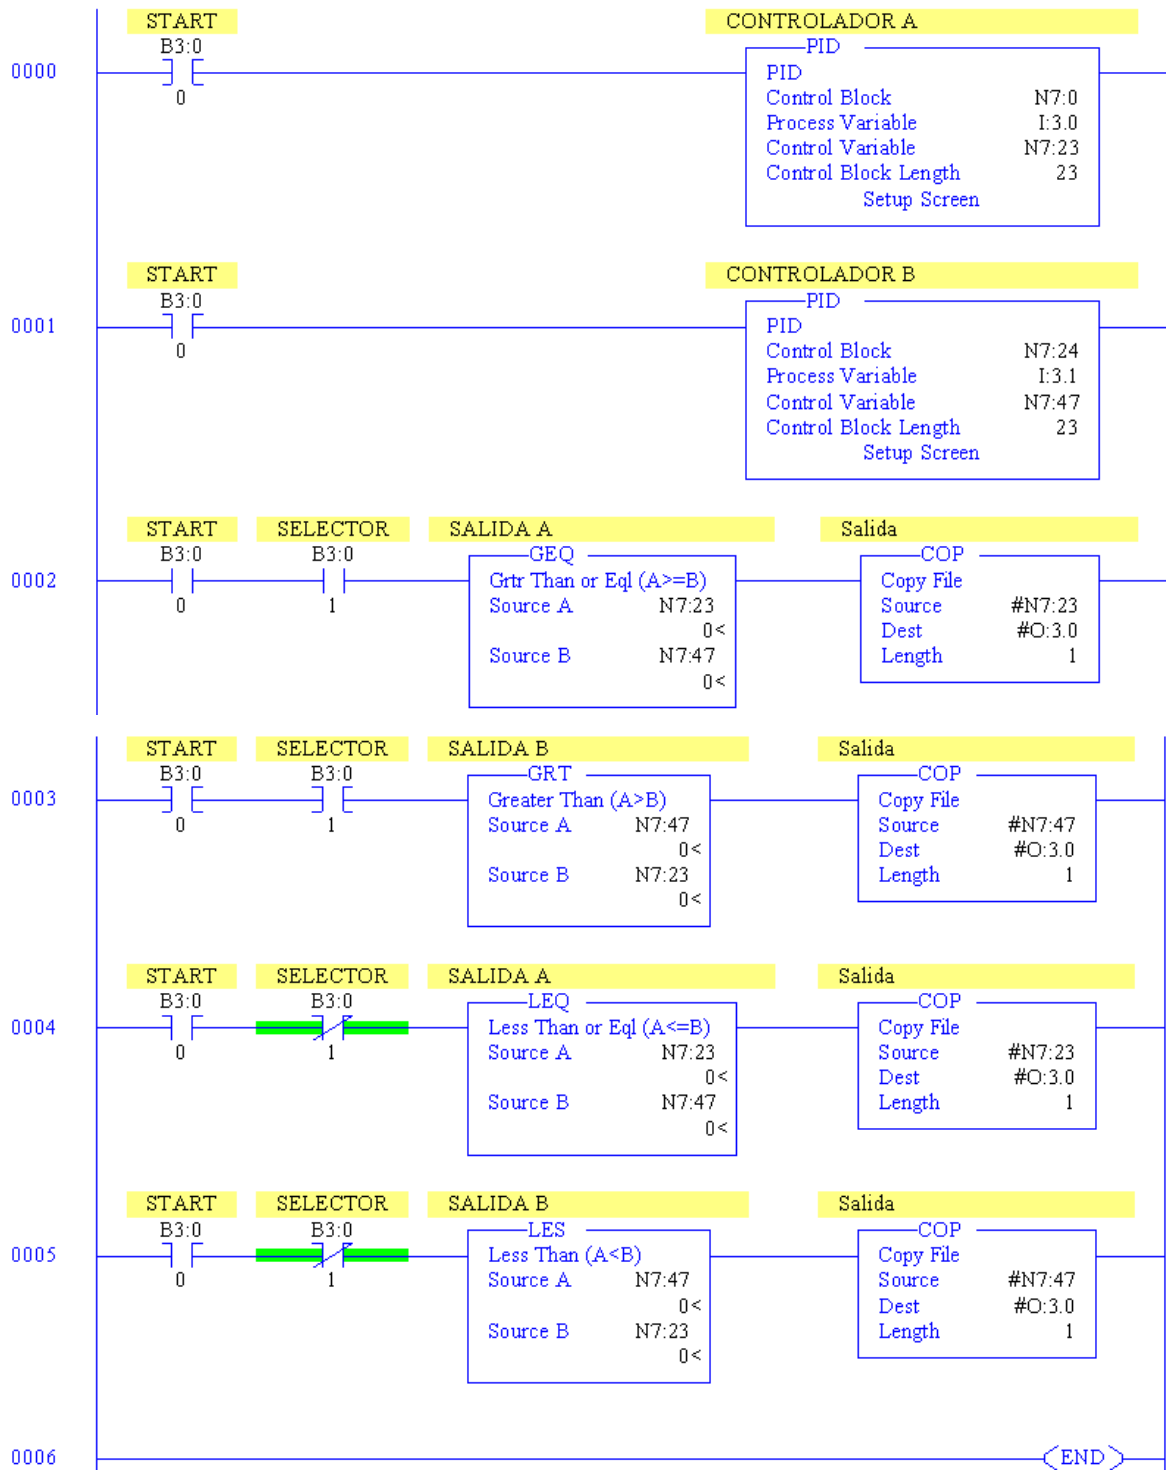 START CONTROLADOR A
B3:0 PID
0000 PID
0 Control Block N7:0
Process Variable I:3.0
Control Variable N7:23
Control Block Length 23
Setup Screen
START CONTROLADOR B
B3:0 PID
0001 PID
0 Control Block N7:24
Process Variable I:3.1
Control Variable N7:47
Control Block Length 23
Setup Screen
START SELECTOR SALIDA A Salida
B3:0 B3:0 GEQ COP
0002 Grtr Than or Eql (A>=B) Copy File
0 1 Source A N7:23 Source #N7:23
0< Dest #O:3.0
Source B N7:47 Length 1
0<
START SELECTOR SALIDA B Salida
B3:0 B3:0 GRT COP
0003 Greater Than (A>B) Copy File
0 1 Source A N7:47 Source #N7:47
0< Dest #O:3.0
Source B N7:23 Length 1
0<
START SELECTOR SALIDA A Salida
B3:0 B3:0 LEQ COP
0004 Less Than or Eql (A<=B) Copy File
0 1 Source A N7:23 Source #N7:23
0< Dest #O:3.0
Source B N7:47 Length 1
0<
START SELECTOR SALIDA B Salida
B3:0 B3:0 LES COP
0005 Less Than (A<B) Copy File
0 1 Source A N7:47 Source #N7:47
0< Dest #O:3.0
Source B N7:23 Length 1
0<
0006 END